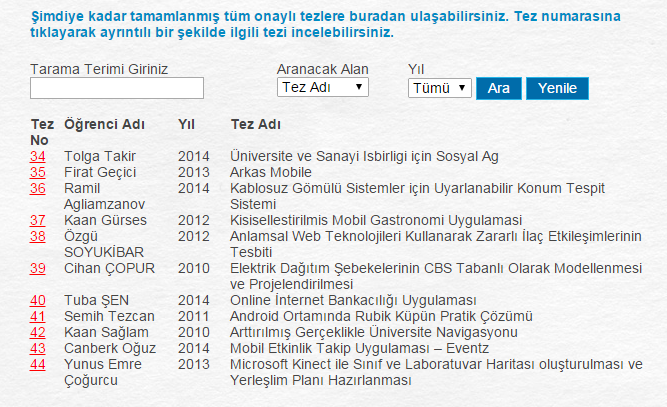 Şimdiye kadar tamamlanmış tüm onaylı tezlere buradan ulaşabilirsiniz. Tez numarasına
tıklayarak ayrıntılı bir şekilde ilgili tezi incelebilirsiniz.
Tarama Terimi Giriniz Aranacak Alan Yıl
Tez Adı Tümü Ara Yenile
Tez Öğrenci Adı Yıl Tez Adı
No
34 Tolga Takir 2014 Üniversite ve Sanayi Isbirligi için Sosyal Ag
35 Firat Geçici 2013 Arkas Mobile
36 Ramil 2014 Kablosuz Gömülü Sistemler için Uyarlanabilir Konum Tespit
Agliamzanov Sistemi
37 Kaan Gürses 2012 Kisisellestirilmis Mobil Gastronomi Uygulaması
38 Özgü 2012 Anlamsal Web Teknolojileri Kullanarak Zararlı İlaç Etkileşimlerinin
SOYUKİBAR Tesbiti
39 Cihan ÇOPUR 2010 Elektrik Dağıtım Şebekelerinin CBS Tabanlı Olarak Modellenmesi
ve Projelendirilmesi
40 Tuba ŞEN 2014 Online İnternet Bankacılığı Uygulaması
41 Semih Tezcan 2011 Android Ortamında Rubik Küpün Pratik Çözümü
42 Kaan Sağlam 2010 Arttırılmış Gerçeklikle Üniversite Navigasyonu
43 Canberk Oğuz 2014 Mobil Etkinlik Takip Uygulaması – Eventz
44 Yunus Emre 2013 Microsoft Kinect ile Sınıf ve Laboratuvar Haritası oluşturulması ve
Çoğurcu Yerleşim Planı Hazırlanması